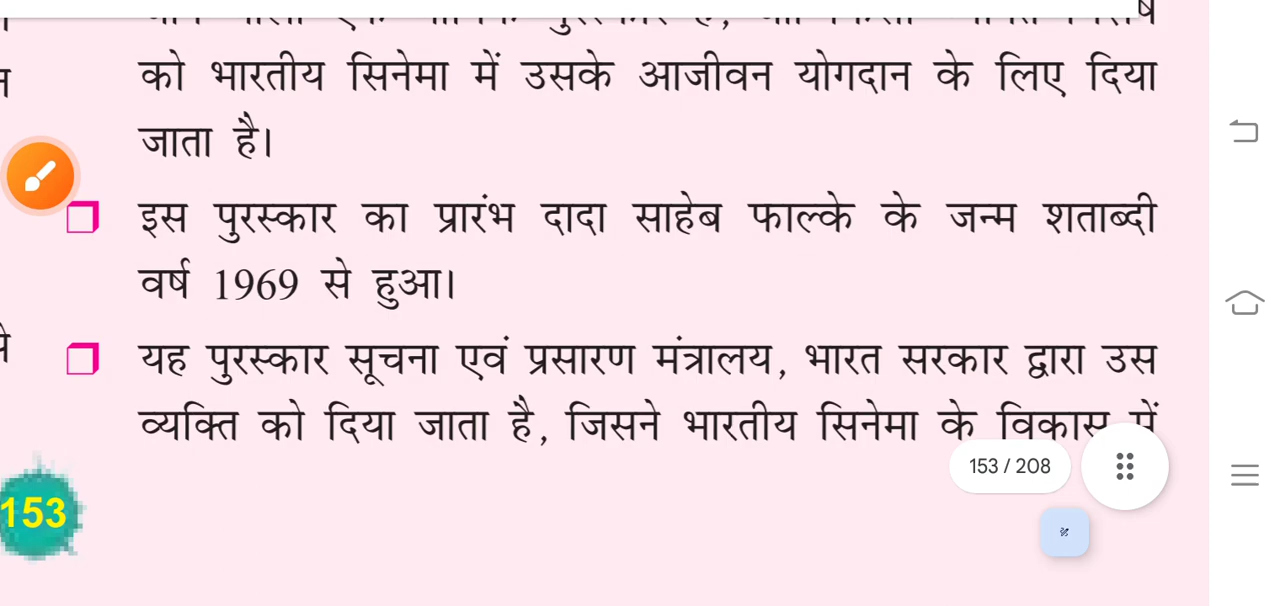 को भारतीय सिनेमा में उसके आजीवन योगदान के लिए दिया
जाता है।
❒ इस पुरस्कार का प्रारंभ दादा साहेब फाल्के के जन्म शताब्दी
वर्ष 1969 से हुआ।
❒ यह पुरस्कार सूचना एवं प्रसारण मंत्रालय, भारत सरकार द्वारा उस
व्यक्ति को दिया जाता है, जिसने भारतीय सिनेमा के विकास में
153 / 208
153